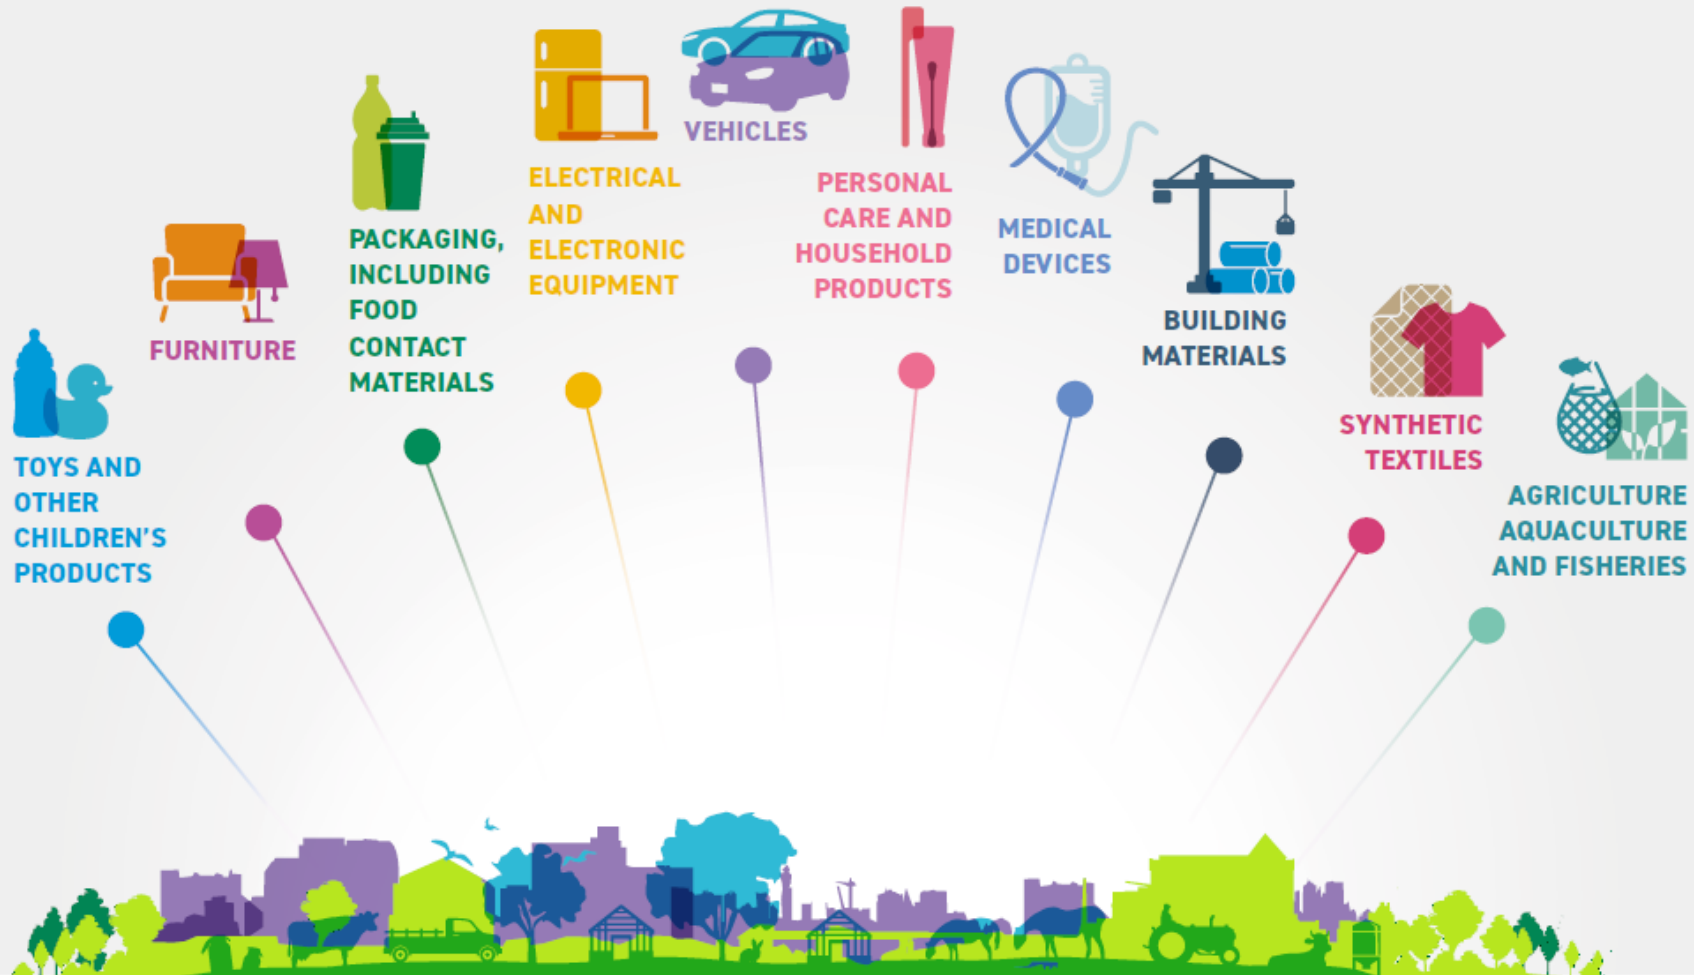 TOYS AND
OTHER
CHILDREN'S
PRODUCTS
FURNITURE
PACKAGING,
INCLUDING
FOOD
CONTACT
MATERIALS
ELECTRICAL
AND
ELECTRONIC
EQUIPMENT
VEHICLES
PERSONAL
CARE AND
HOUSEHOLD
PRODUCTS
MEDICAL
DEVICES
BUILDING
MATERIALS
SYNTHETIC
TEXTILES
AGRICULTURE
AQUACULTURE
AND FISHERIES